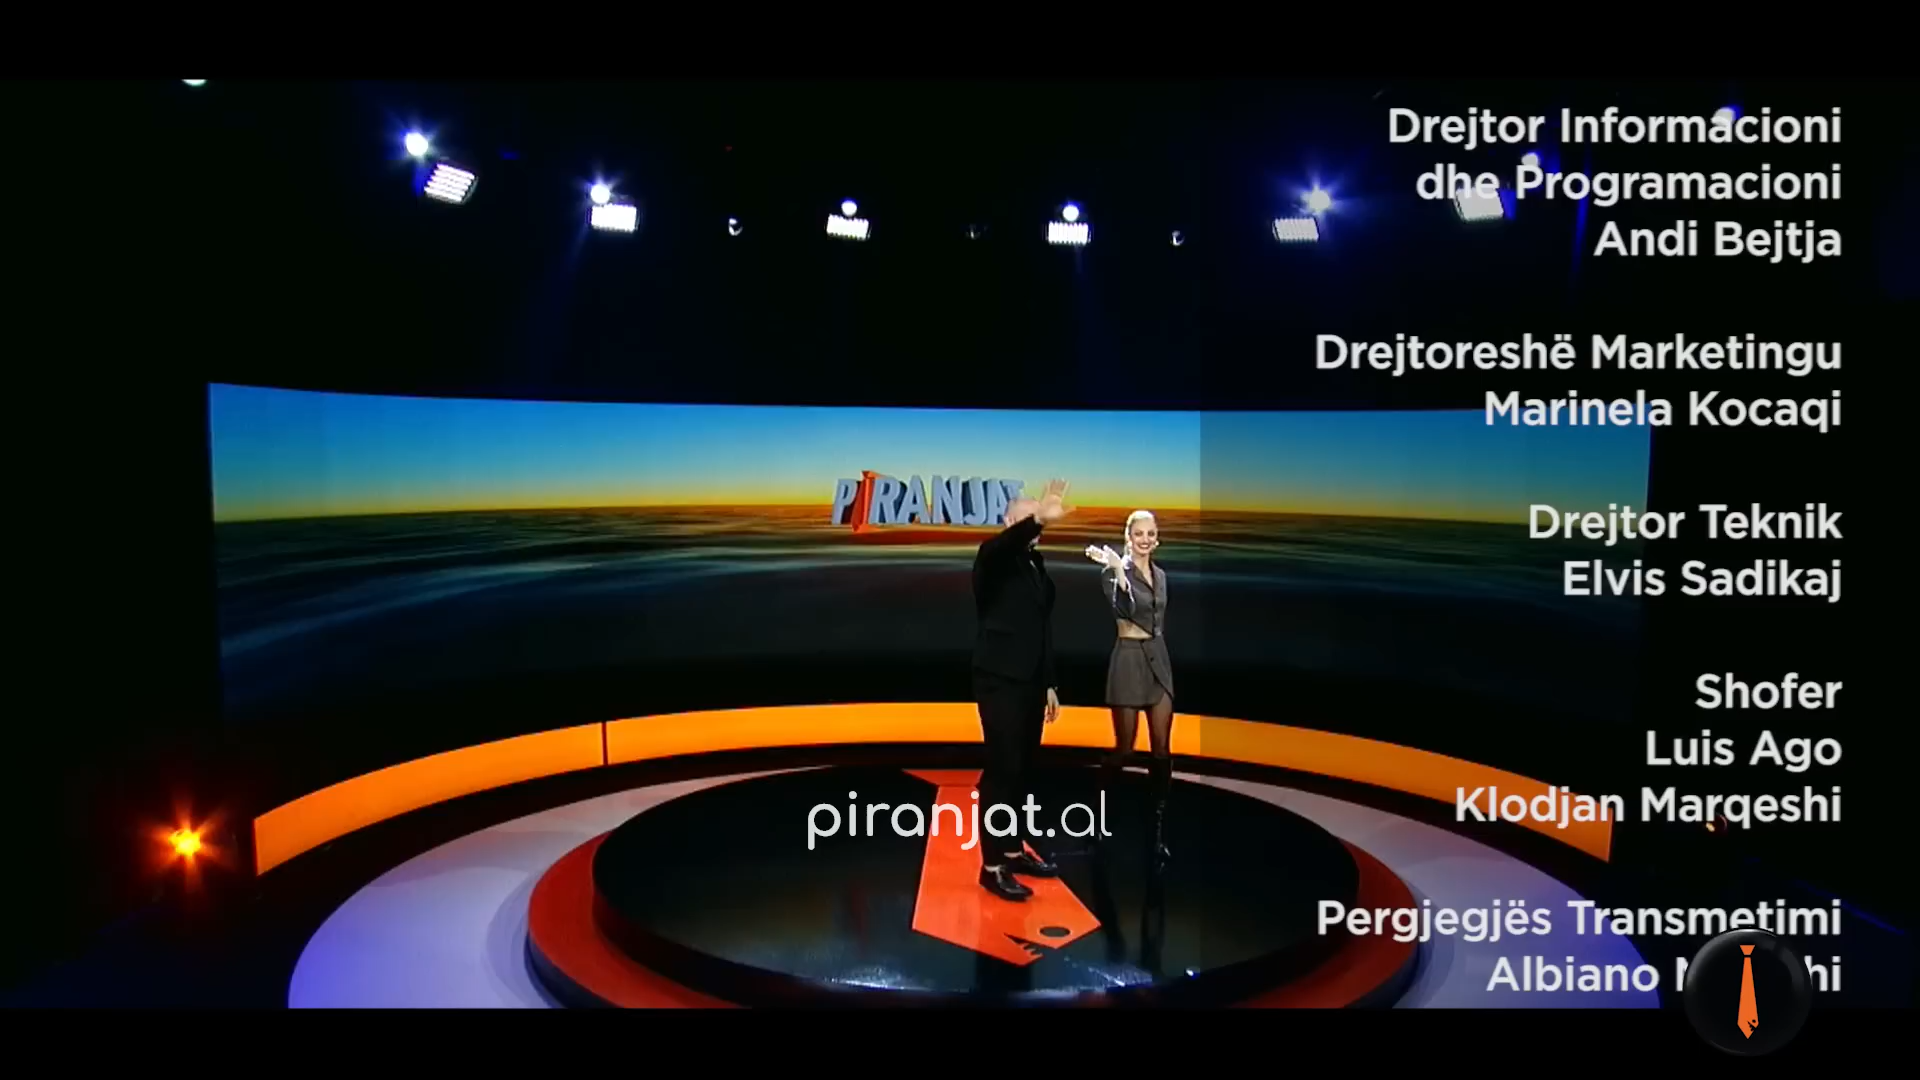 Drejtor Informacioni
dhe Programacioni
Andi Bejtja
Drejtoreshë Marketingu
Marinela Kocaqi
Drejtor Teknik
Elvis Sadikaj
Shofer
Luis Ago
Klodjan Marqeshi
Pergjegjës Transmetimi
Albiano
PIRANJAT
piranjat.al